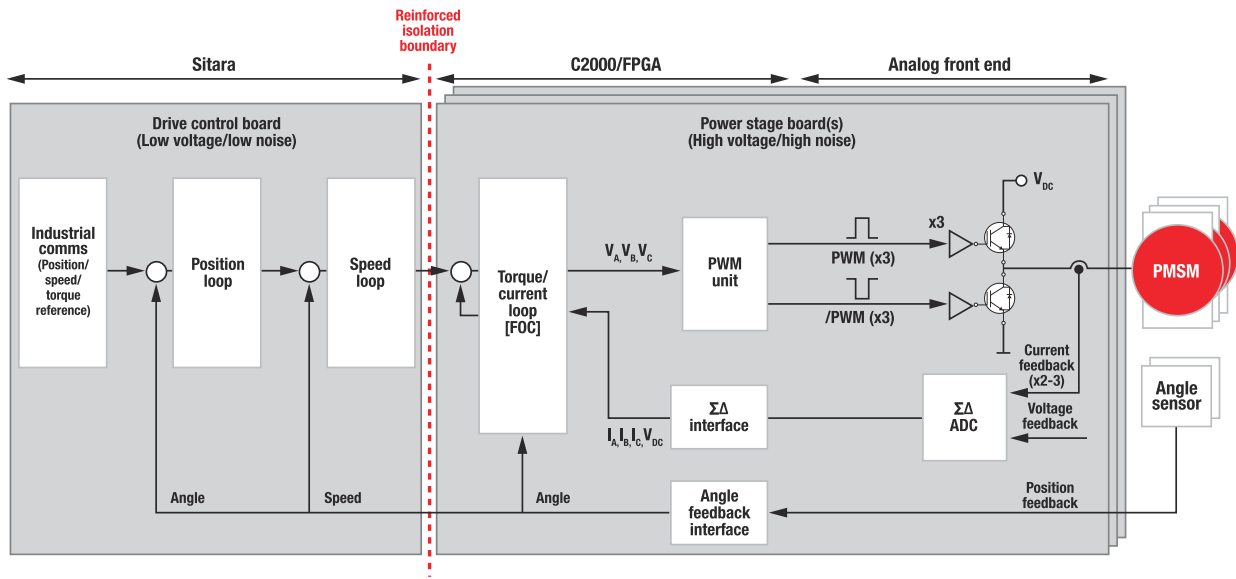 Reinforced
isolation
boundary
Sitara
C2000/FPGA
Analog front end
Drive control board
(Low voltage/low noise)
Power stage board(s)
(High voltage/high noise)
Industrial
comms
(Position/
speed/
torque
reference)
Position
loop
Speed
loop
Torque/
current
loop
[FOC]
VA,VB,VC
PWM
unit
PWM (x3)
/PWM (x3)
x3
VDC
PMSM
Current
feedback
(x2-3)
Voltage
feedback
ΣΔ
ADC
ΣΔ
interface
IA,IB,IC,VDC
Angle
sensor
Angle
Speed
Angle
Angle
feedback
interface
Position
feedback